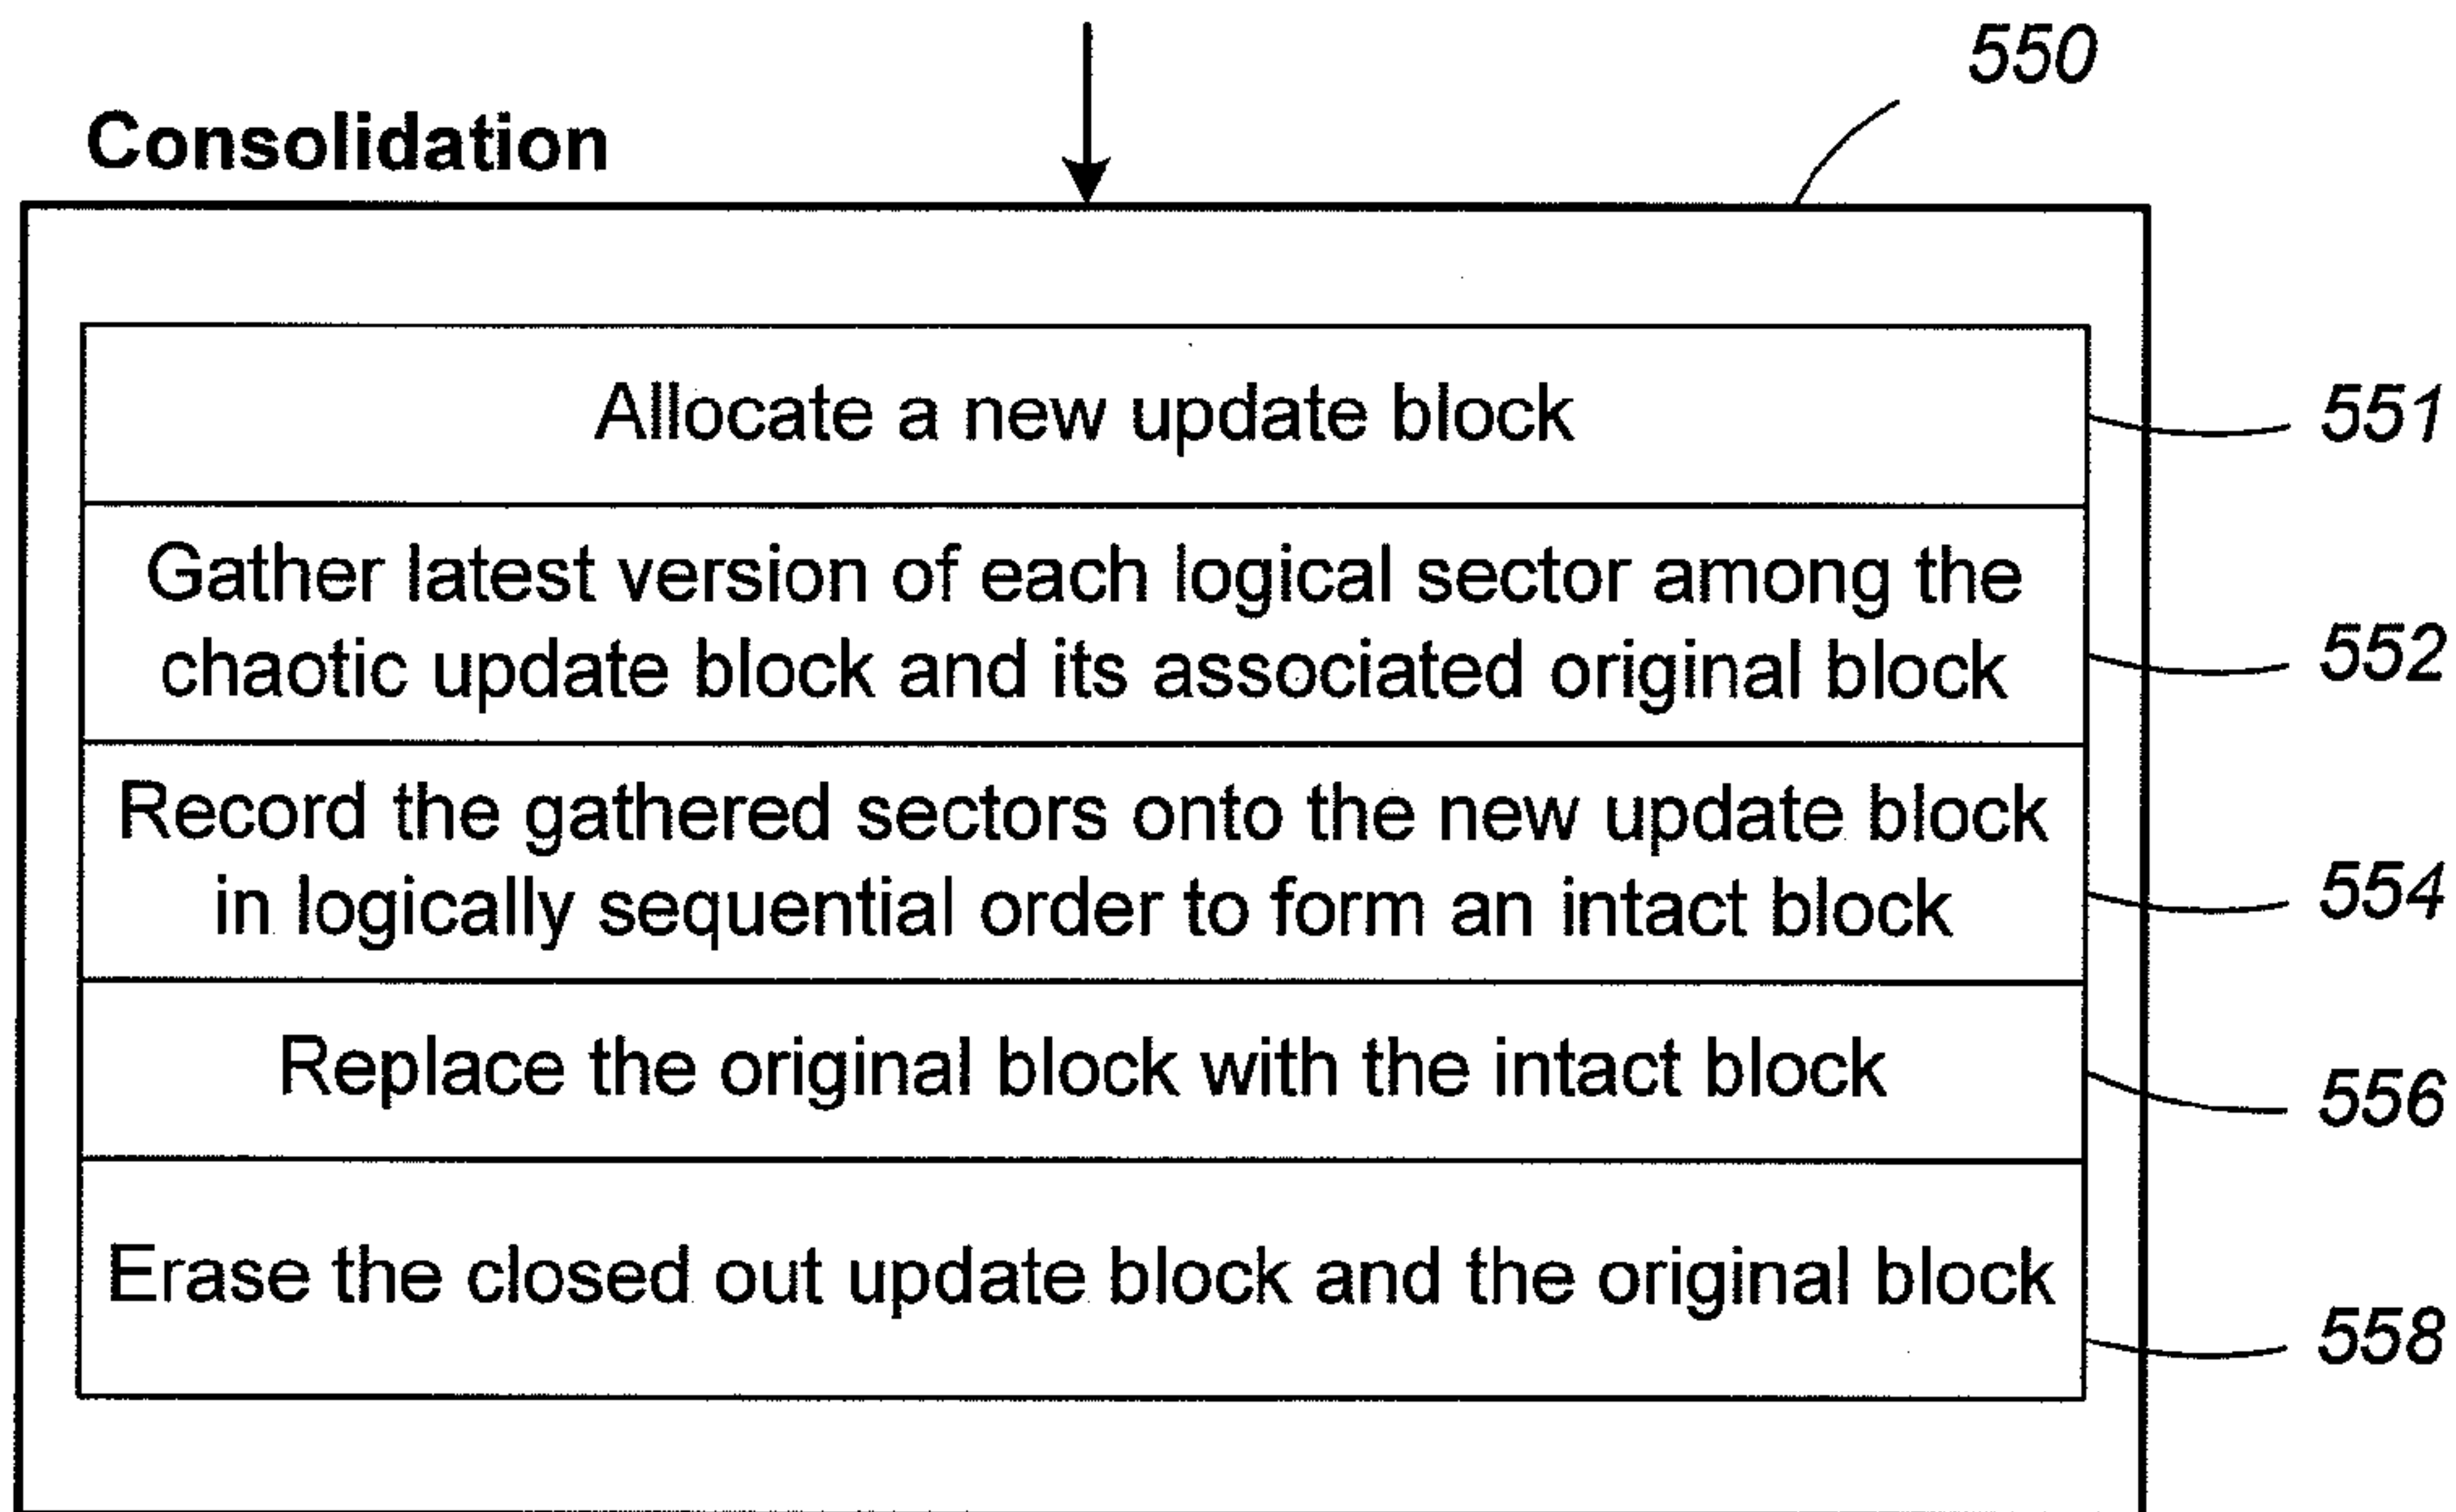 550
Consolidation
Allocate a new update block
551
Gather latest version of each logical sector among the
chaotic update block and its associated original block
552
Record the gathered sectors onto the new update block
in logically sequential order to form an intact block
554
Replace the original block with the intact block
556
Erase the closed out update block and the original block
558